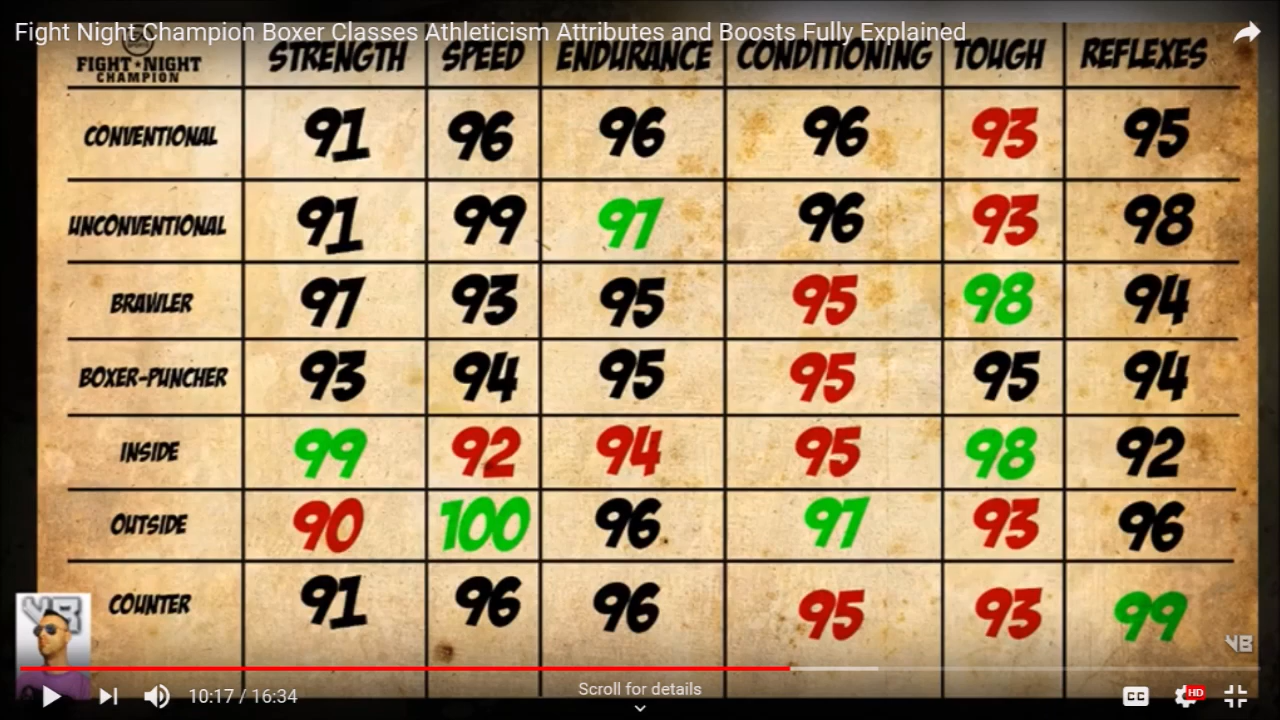 Fight Night Champion Boxer Classes Athleticism Attributes and Boosts Fully Explained
FIGHT NIGHT CHAMPION STRENGTH SPEED ENDURANCE CONDITIONING TOUGH REFLEXES
CONVENTIONAL 91 96 96 96 93 95
UNCONVENTIONAL 91 99 97 96 93 98
BRAWLER 97 93 95 95 98 94
BOXER-PUNCHER 93 94 95 95 95 94
INSIDE 99 92 94 95 98 92
OUTSIDE 90 100 96 97 93 96
COUNTER 91 96 96 95 93 99
YB
10:17 / 16:34 Scroll for details CC HD